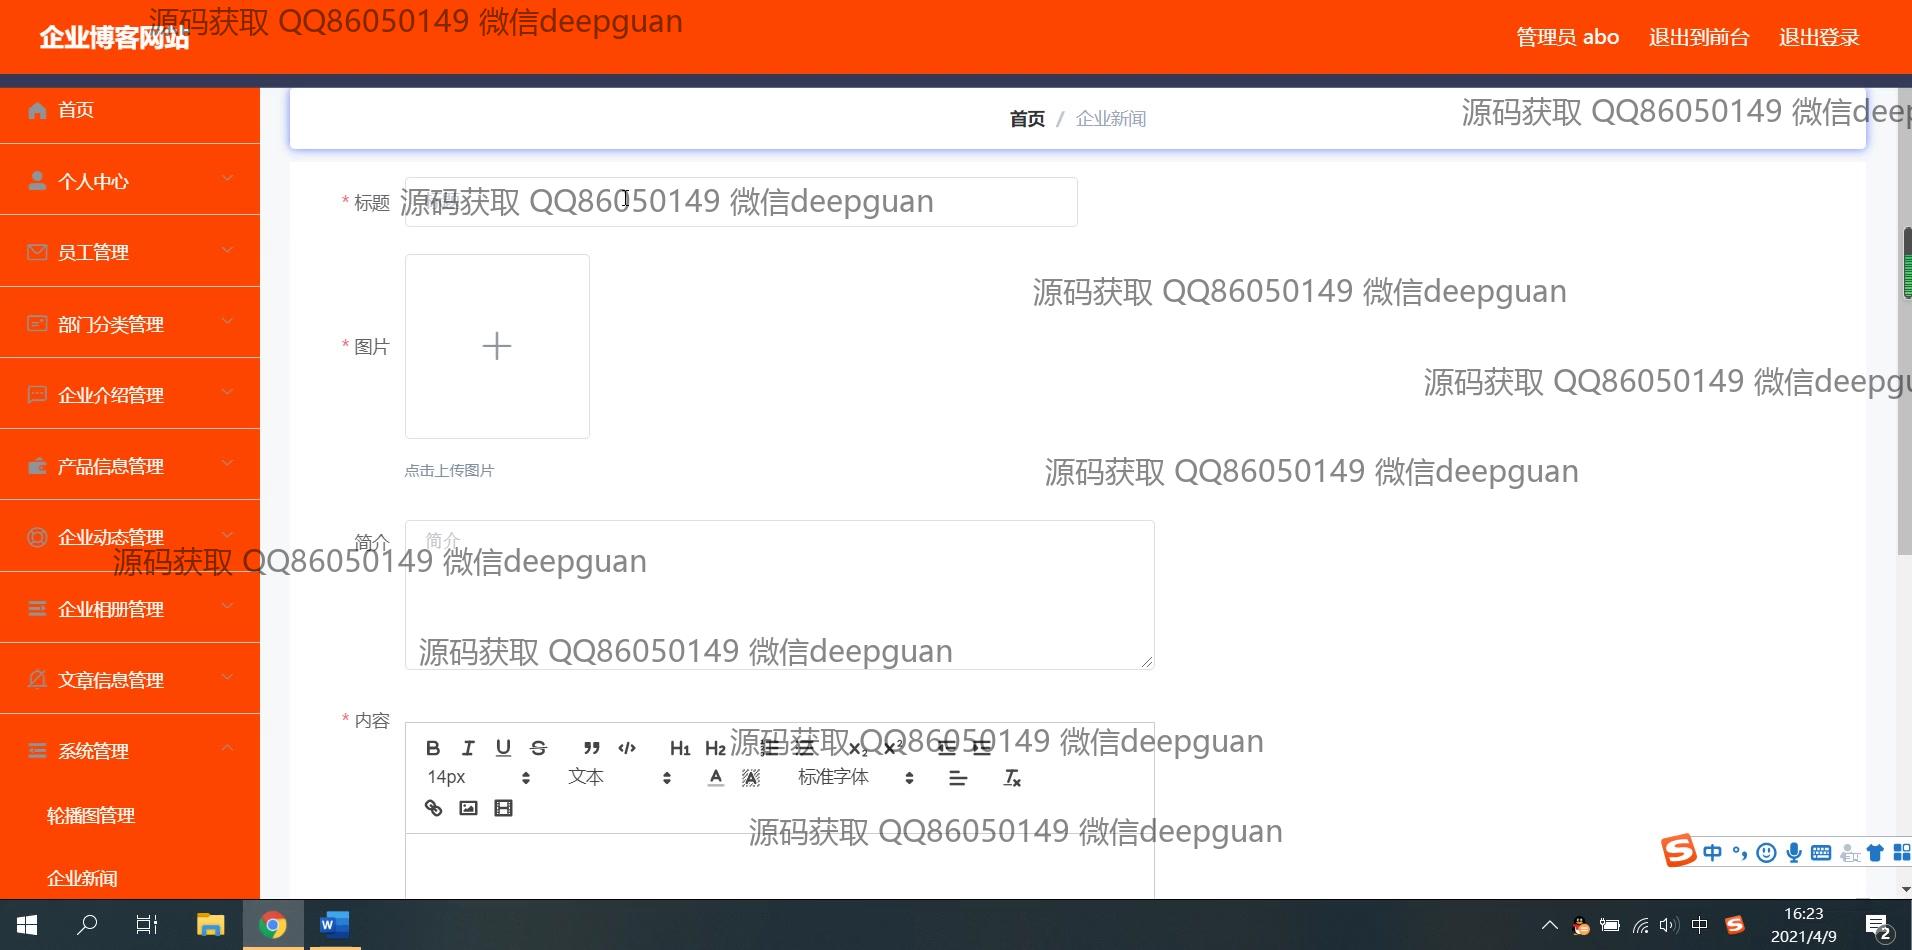 企业博客网站
源码获取 QQ86050149 微信deepguan
管理员 abo
退出到前台
退出登录
首页
个人中心
员工管理
部门分类管理
企业介绍管理
产品信息管理
企业动态管理
企业相册管理
文章信息管理
系统管理
轮播图管理
企业新闻
首页 / 企业新闻
源码获取 QQ86050149 微信deep
* 标题
源码获取 QQ86050149 微信deepguan
源码获取 QQ86050149 微信deepguan
* 图片
源码获取 QQ86050149 微信deepgu
点击上传图片
源码获取 QQ86050149 微信deepguan
简介
简介
源码获取 QQ86050149 微信deepguan
源码获取 QQ86050149 微信deepguan
* 内容
B I U S H1 H2 X2 X2
源码获取 QQ86050149 微信deepguan
14px 文本 A A 标准字体 Tx
源码获取 QQ86050149 微信deepguan
S 中
W 中 S
16:23
2021/4/9
2